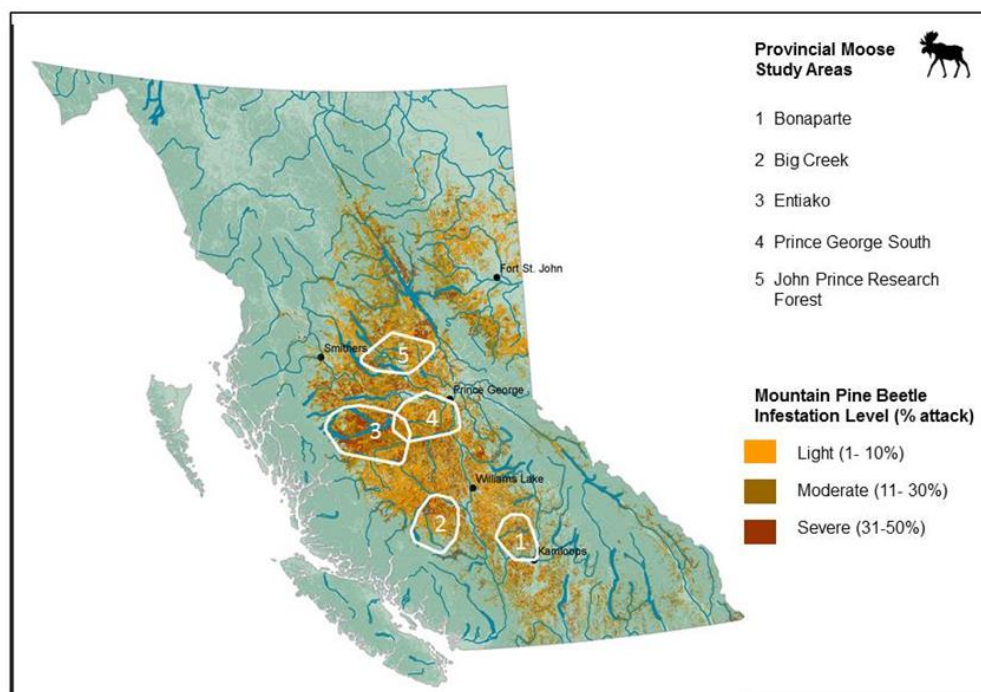 Provincial Moose
Study Areas
1 Bonaparte
2 Big Creek
3 Entiako
4 Prince George South
5 John Prince Research
Forest
Fort St. John
Smithers
5
Prince George
4
3
Williams Lake
2
1
Kamloops
Mountain Pine Beetle
Infestation Level (% attack)
Light (1- 10%)
Moderate (11- 30%)
Severe (31-50%)